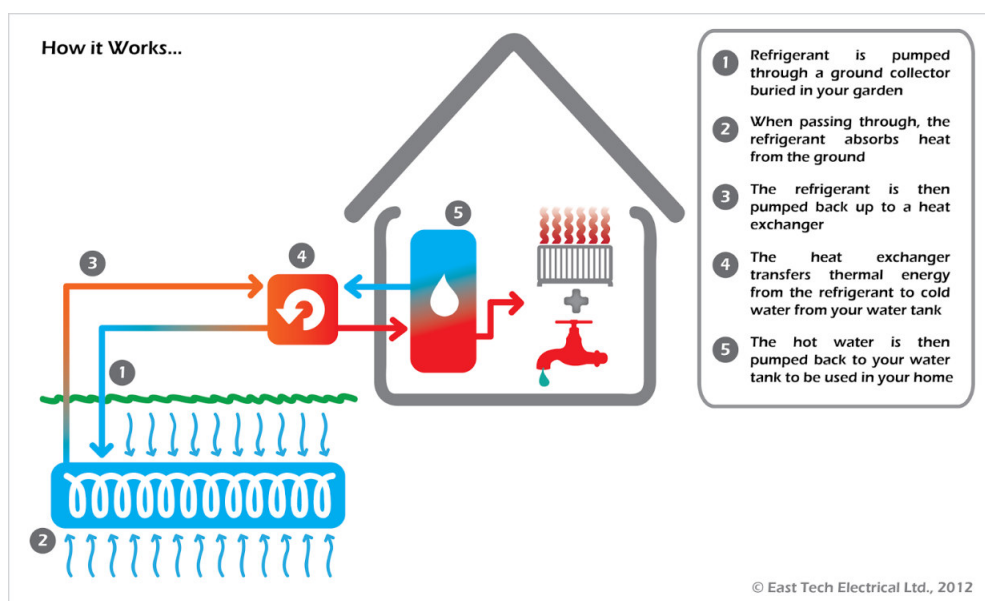 How it Works...
1 Refrigerant is pumped
through a ground collector
buried in your garden
2 When passing through, the
refrigerant absorbs heat
from the ground
3 The refrigerant is then
pumped back up to a heat
exchanger
4 The heat exchanger
transfers thermal energy
from the refrigerant to cold
water from your water tank
5 The hot water is then
pumped back to your water
tank to be used in your home
5
4
3
1
2
© East Tech Electrical Ltd., 2012